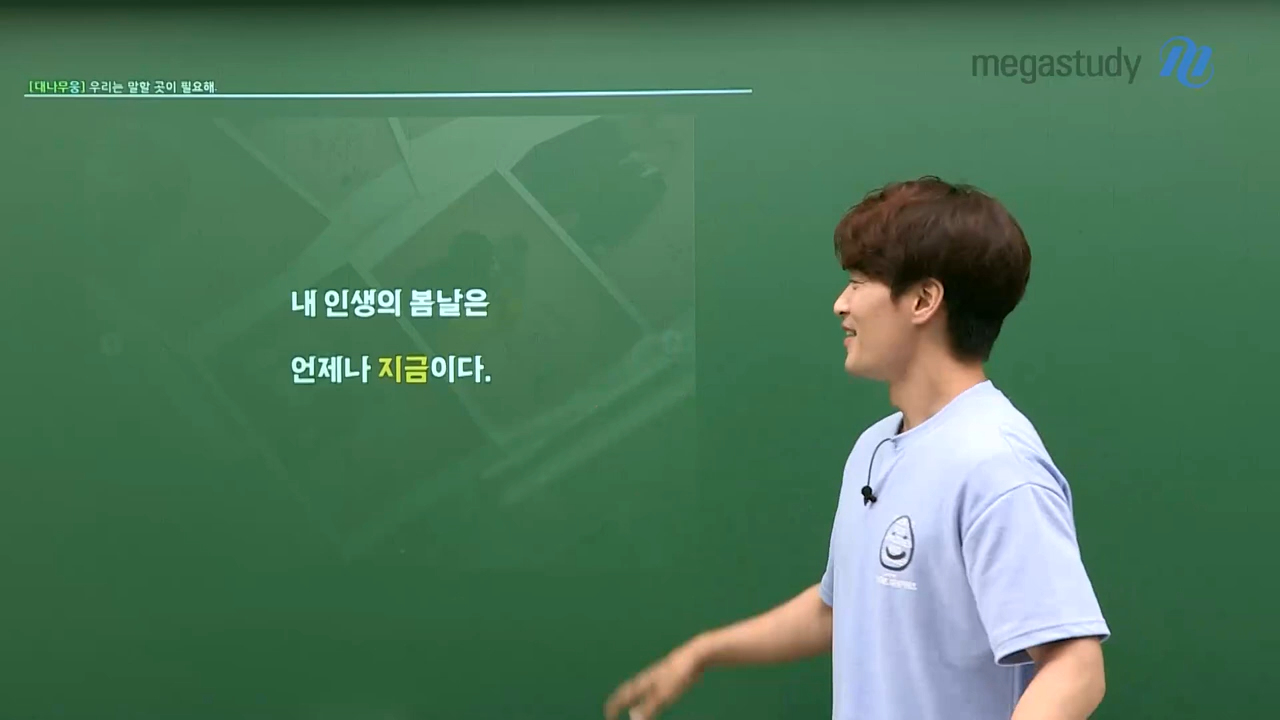 megastudy
[대나무웅] 우리는 말할 곳이 필요해.
내 인생의 봄날은
언제나 지금이다.